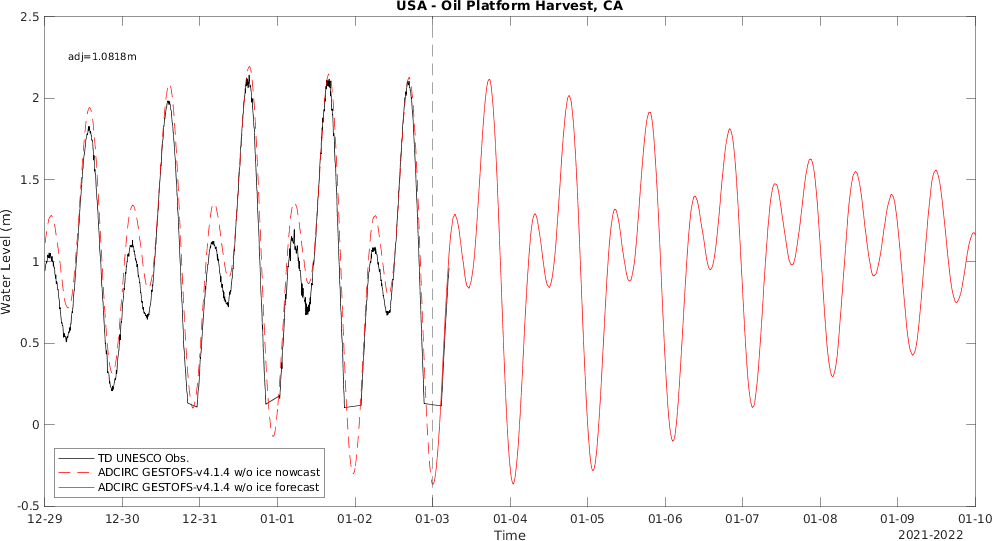 USA - Oil Platform Harvest, CA
adj=1.0818m
2.5
2
1.5
1
0.5
0
-0.5
Water Level (m)
TD UNESCO Obs.
ADCIRC GESTOFS-v4.1.4 w/o ice nowcast
ADCIRC GESTOFS-v4.1.4 w/o ice forecast
12-29 12-30 12-31 01-01 01-02 01-03 01-04 01-05 01-06 01-07 01-08 01-09 01-10
Time
2021-2022